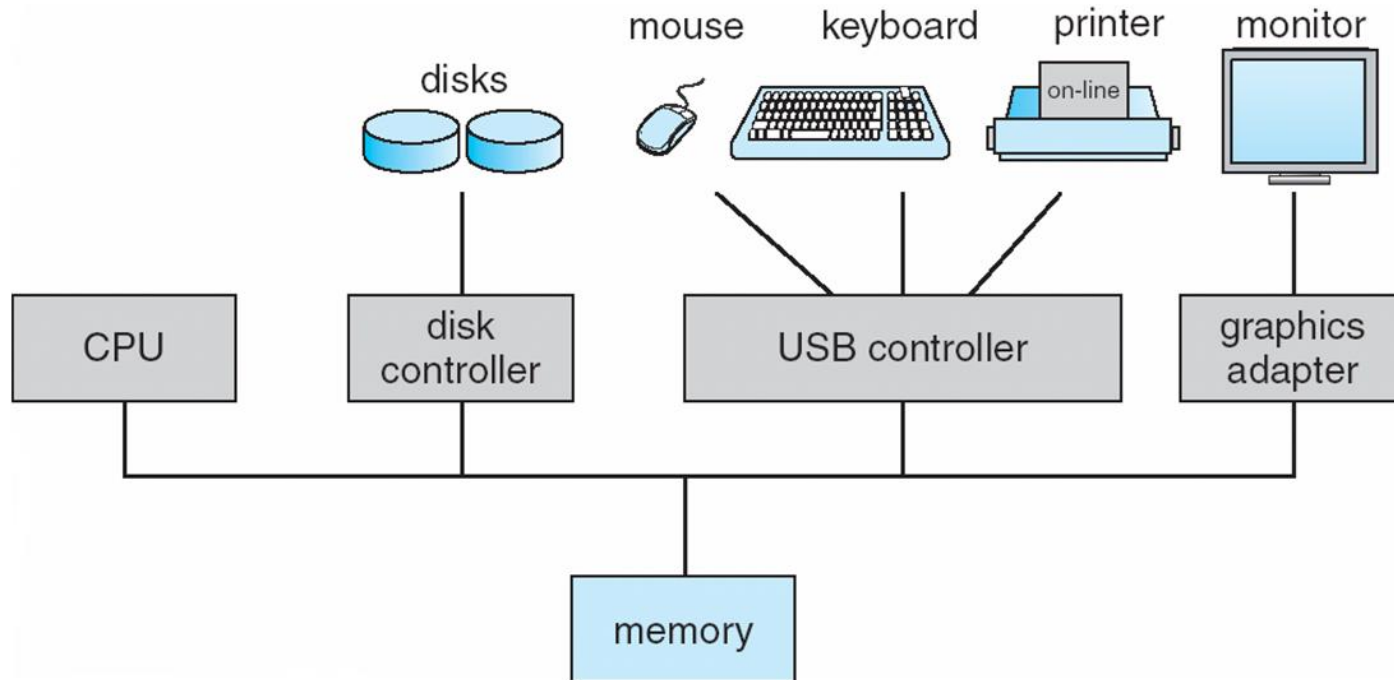 mouse
keyboard
printer
monitor
disks
on-line
CPU
disk
controller
USB controller
graphics
adapter
memory